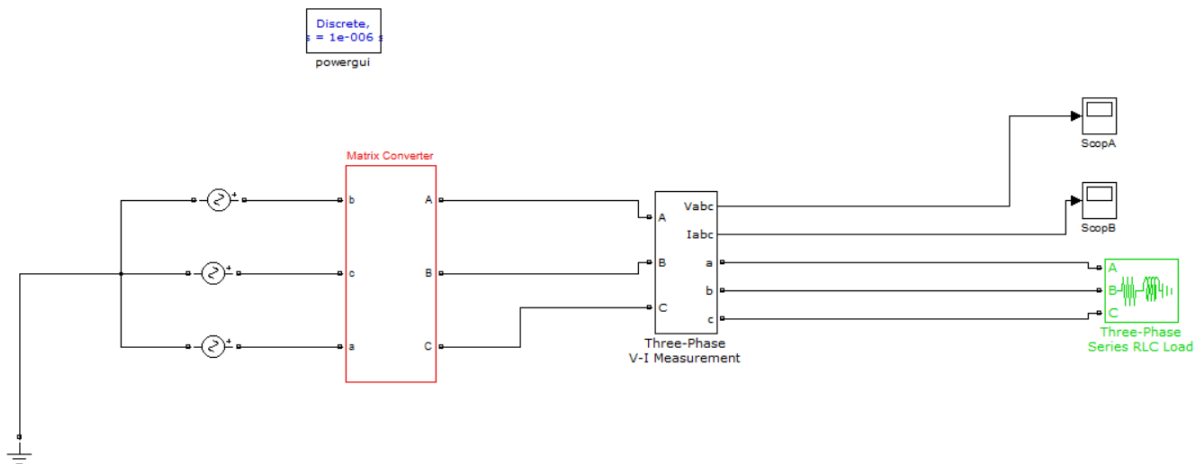 Discrete,
s = 1e-006 s
powergui
Matrix Converter
b
A
c
B
a
C
A
Vabc
Iabc
B
a
b
C
c
Three-Phase
V-I Measurement
ScopA
ScopB
A
B
C
Three-Phase
Series RLC Load